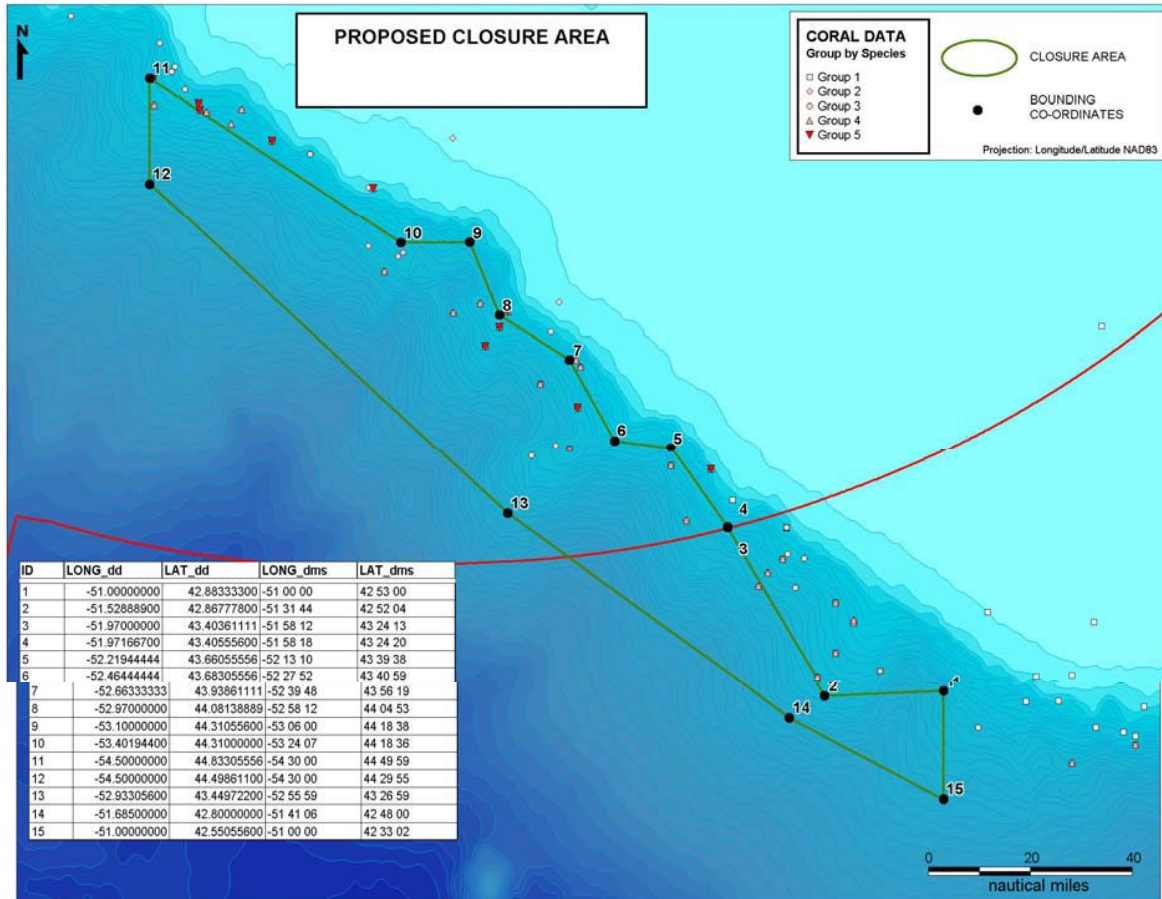 N
PROPOSED CLOSURE AREA
CORAL DATA
Group by Species
Group 1
Group 2
Group 3
Group 4
Group 5
CLOSURE AREA
BOUNDING
CO-ORDINATES
Projection: Longitude/Latitude NAD83
11
12
10
9
8
7
6
5
4
3
13
2
1
14
15
ID LONG_dd LAT_dd LONG_dms LAT_dms
1 -51.00000000 42.88333300 -51 00 00 42 53 00
2 -51.52888900 42.86777800 -51 31 44 42 52 04
3 -51.97000000 43.40361111 -51 58 12 43 24 13
4 -51.97166700 43.40555600 -51 58 18 43 24 20
5 -52.21944444 43.66055556 -52 13 10 43 39 38
6 -52.46444444 43.68305556 -52 27 52 43 40 59
7 -52.66333333 43.93861111 -52 39 48 43 56 19
8 -52.97000000 44.08138889 -52 58 12 44 04 53
9 -53.10000000 44.31055600 -53 06 00 44 18 38
10 -53.40194400 44.31000000 -53 24 07 44 18 36
11 -54.50000000 44.83305556 -54 30 00 44 49 59
12 -54.50000000 44.49861100 -54 30 00 44 29 55
13 -52.93305600 43.44972200 -52 55 59 43 26 59
14 -51.68500000 42.80000000 -51 41 06 42 48 00
15 -51.00000000 42.55055600 -51 00 00 42 33 02
0 20 40
nautical miles